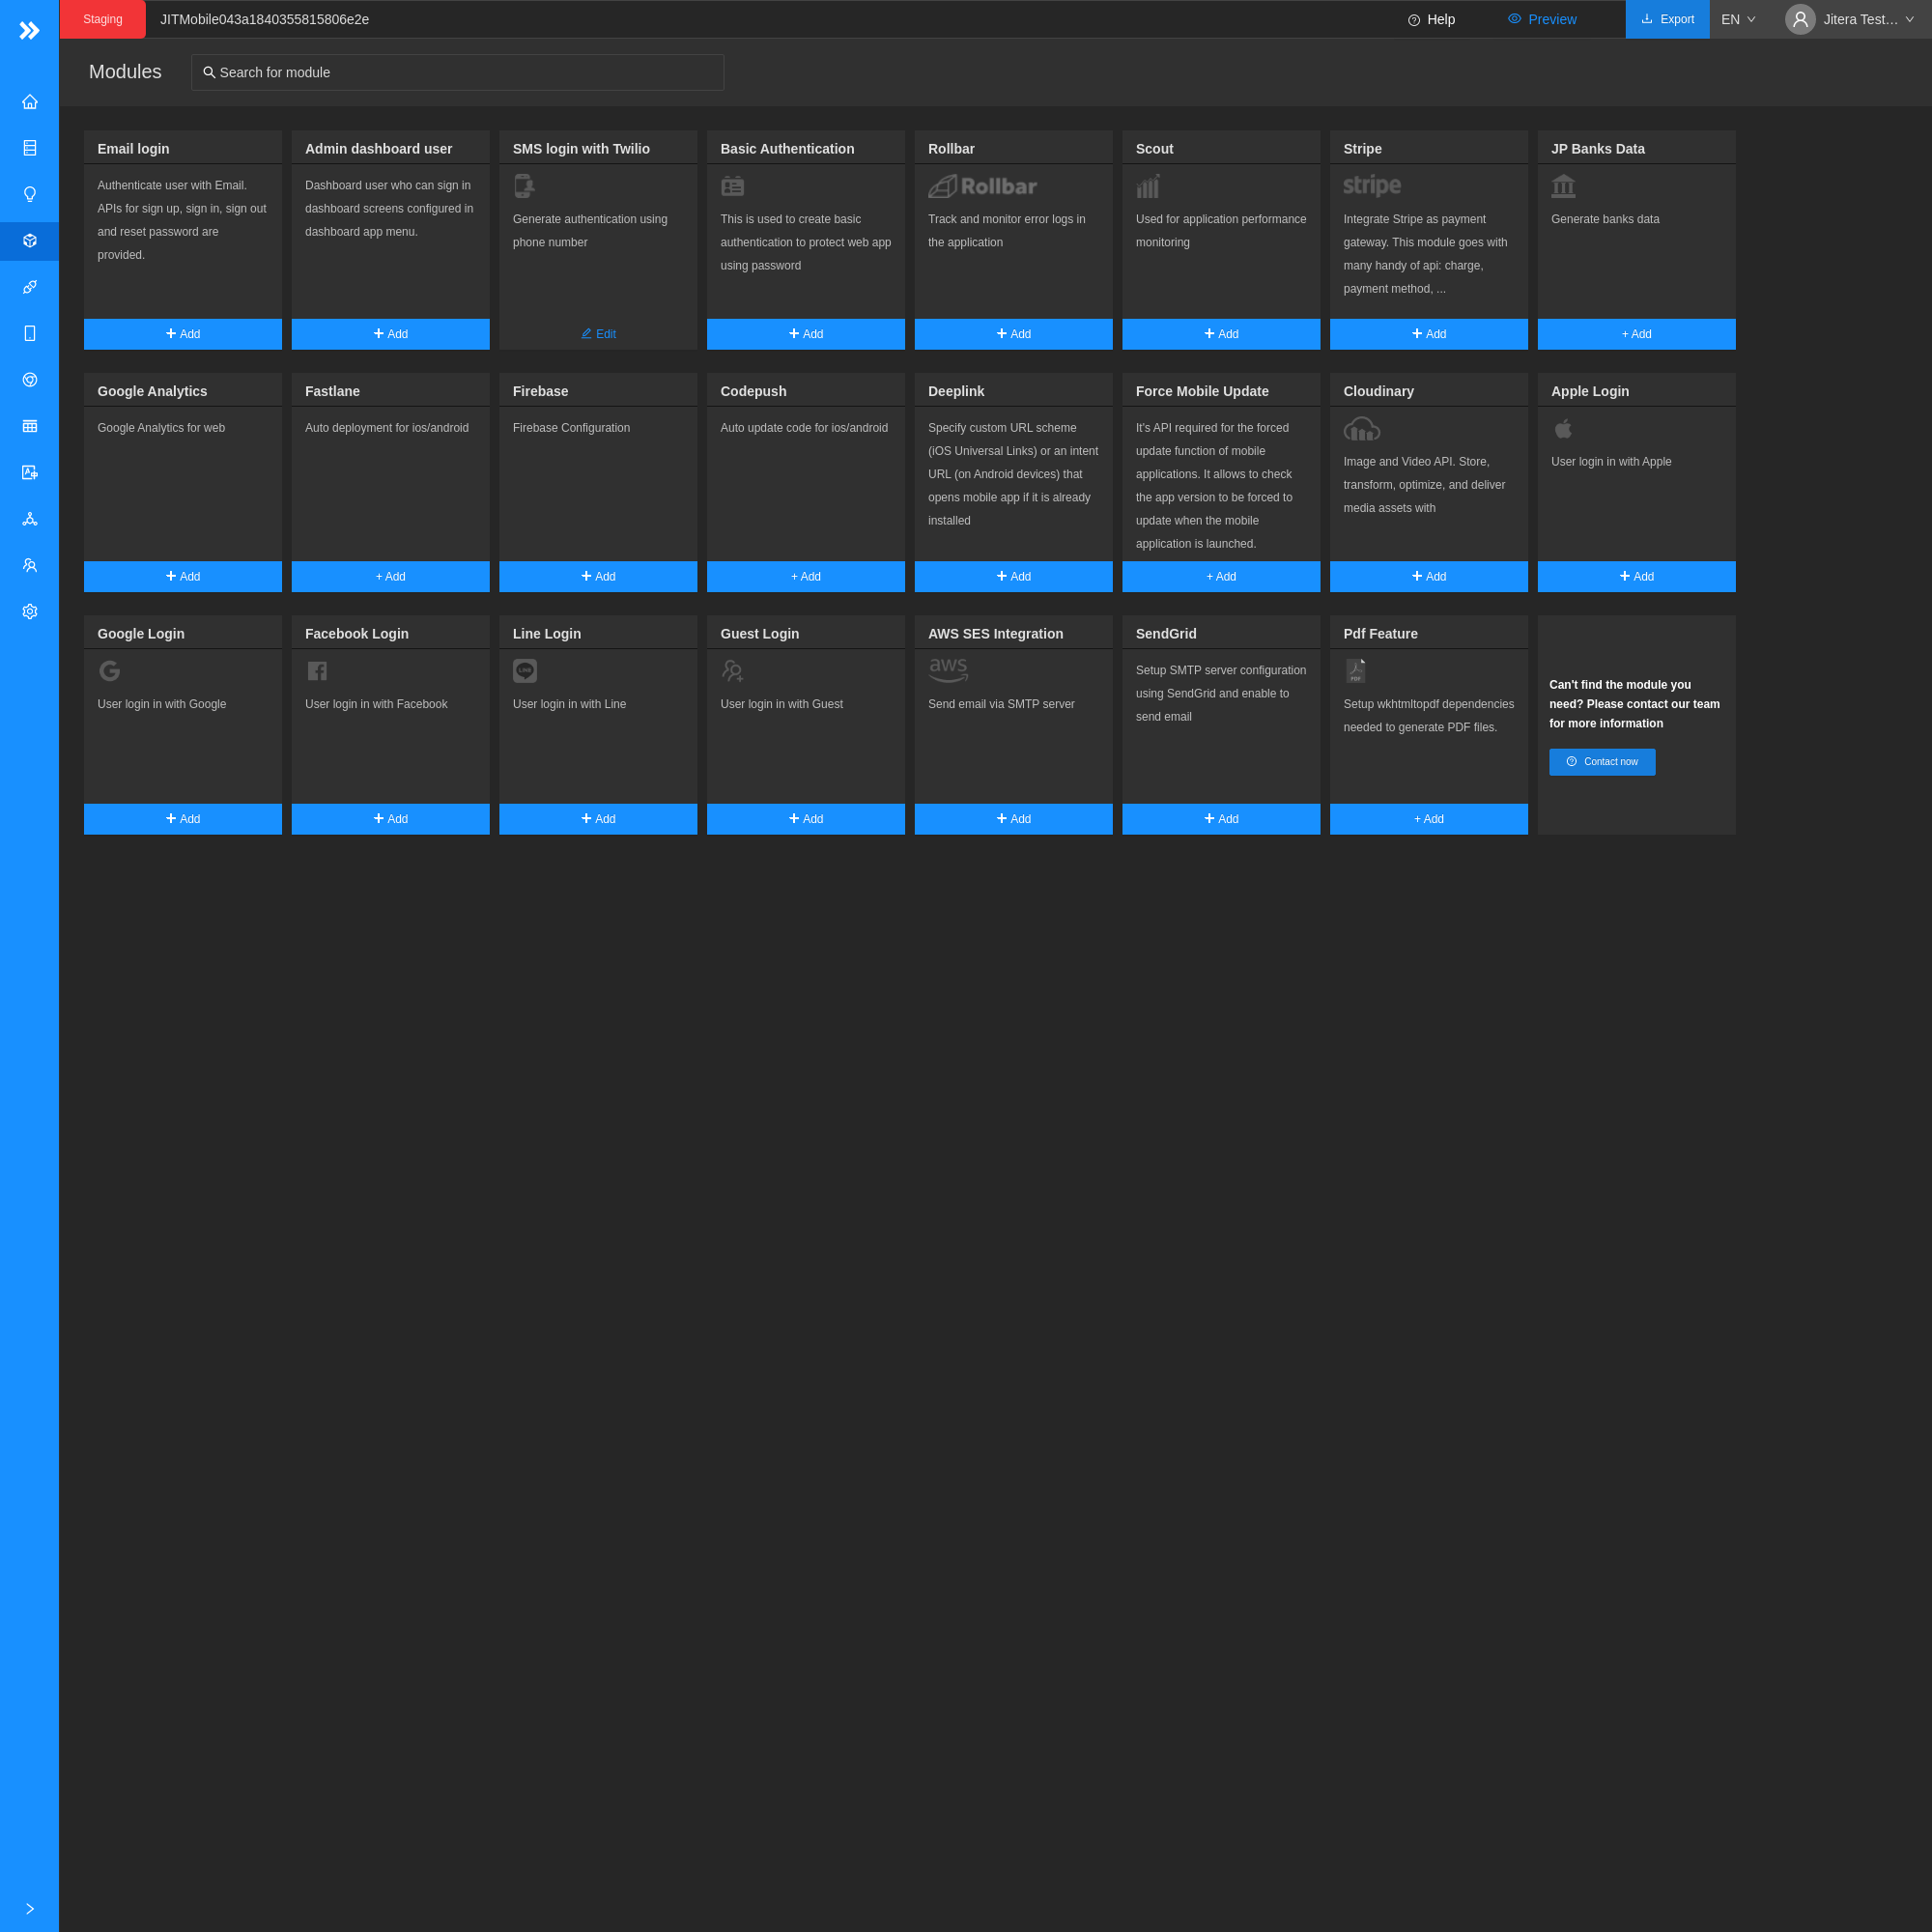 Staging JITMobile043a1840355815806e2e Help Preview Export EN Jitera Test…
Modules Search for module
Email login
Authenticate user with Email.
APIs for sign up, sign in, sign out
and reset password are
provided.
+ Add
Admin dashboard user
Dashboard user who can sign in
dashboard screens configured in
dashboard app menu.
+ Add
SMS login with Twilio
Generate authentication using
phone number
Edit
Basic Authentication
This is used to create basic
authentication to protect web app
using password
+ Add
Rollbar
Rollbar
Track and monitor error logs in
the application
+ Add
Scout
Used for application performance
monitoring
+ Add
Stripe
stripe
Integrate Stripe as payment
gateway. This module goes with
many handy of api: charge,
payment method, ...
+ Add
JP Banks Data
Generate banks data
+ Add
Google Analytics
Google Analytics for web
+ Add
Fastlane
Auto deployment for ios/android
+ Add
Firebase
Firebase Configuration
+ Add
Codepush
Auto update code for ios/android
+ Add
Deeplink
Specify custom URL scheme
(iOS Universal Links) or an intent
URL (on Android devices) that
opens mobile app if it is already
installed
+ Add
Force Mobile Update
It's API required for the forced
update function of mobile
applications. It allows to check
the app version to be forced to
update when the mobile
application is launched.
+ Add
Cloudinary
Image and Video API. Store,
transform, optimize, and deliver
media assets with
+ Add
Apple Login
User login in with Apple
+ Add
Google Login
User login in with Google
+ Add
Facebook Login
User login in with Facebook
+ Add
Line Login
LINE
User login in with Line
+ Add
Guest Login
User login in with Guest
+ Add
AWS SES Integration
aws
Send email via SMTP server
+ Add
SendGrid
Setup SMTP server configuration
using SendGrid and enable to
send email
+ Add
Pdf Feature
PDF
Setup wkhtmltopdf dependencies
needed to generate PDF files.
+ Add
Can't find the module you
need? Please contact our team
for more information
Contact now